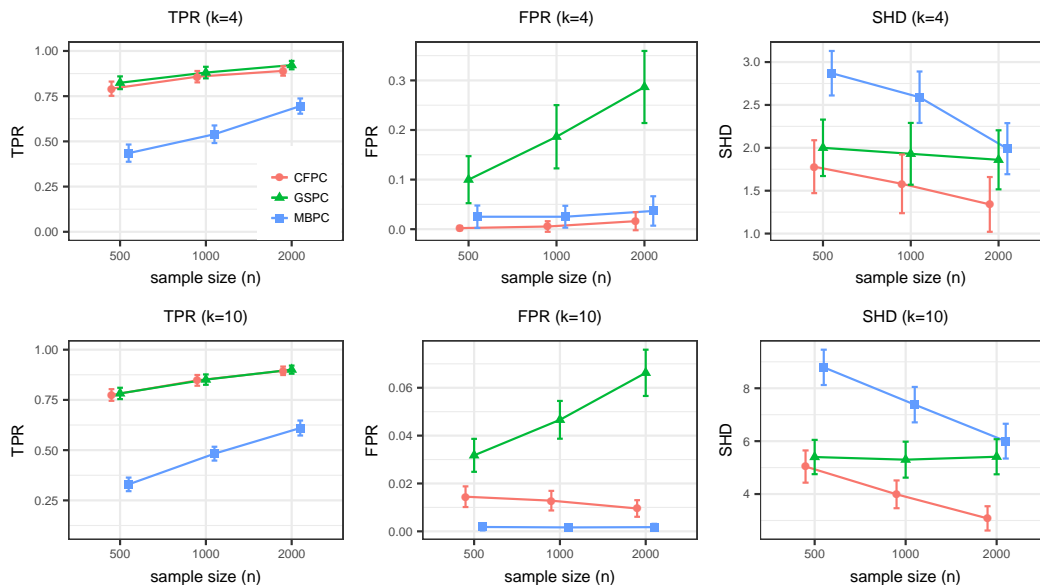 TPR (k=4)
FPR (k=4)
SHD (k=4)
TPR
1.00
0.75
0.50
0.25
0.00
CFPC
GSPC
MBPC
500
1000
2000
sample size (n)
FPR
0.3
0.2
0.1
0.0
500
1000
2000
sample size (n)
SHD
3.0
2.5
2.0
1.5
1.0
500
1000
2000
sample size (n)
TPR (k=10)
FPR (k=10)
SHD (k=10)
TPR
1.00
0.75
0.50
0.25
500
1000
2000
sample size (n)
FPR
0.06
0.04
0.02
0.00
500
1000
2000
sample size (n)
SHD
8
6
4
500
1000
2000
sample size (n)